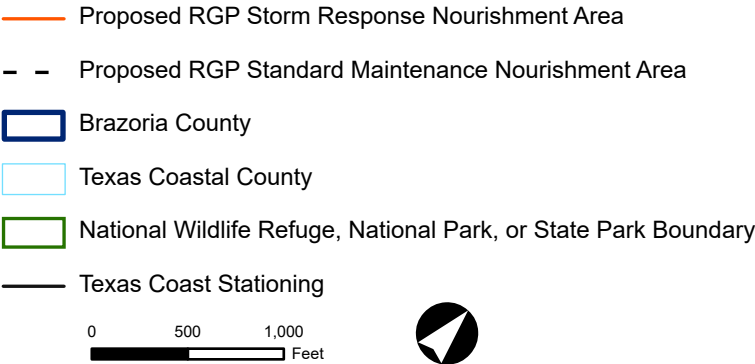 Proposed RGP Storm Response Nourishment Area
Proposed RGP Standard Maintenance Nourishment Area
Brazoria County
Texas Coastal County
National Wildlife Refuge, National Park, or State Park Boundary
Texas Coast Stationing
0 500 1,000
Feet